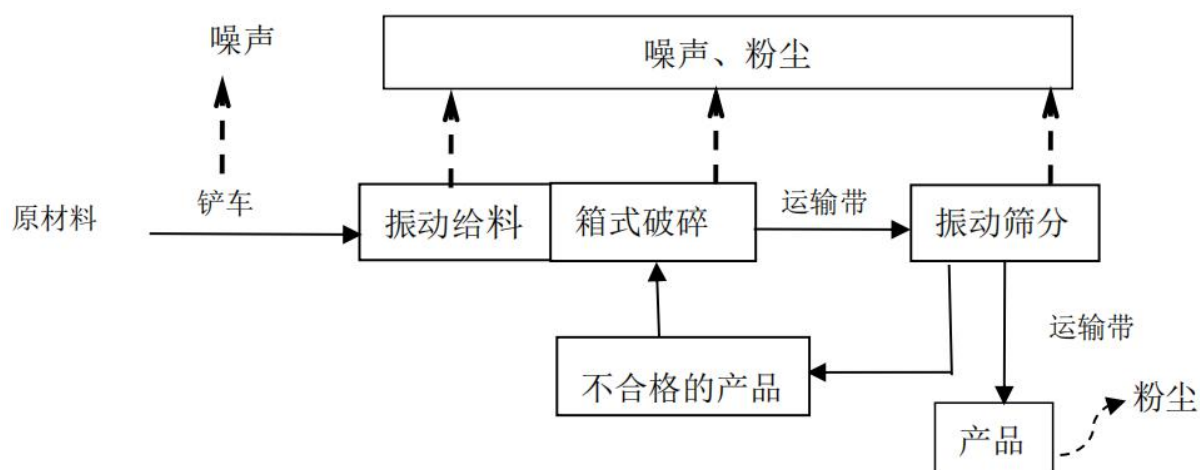 噪声
噪声、粉尘
原材料
铲车
振动给料
箱式破碎
运输带
振动筛分
不合格的产品
运输带
产品
粉尘